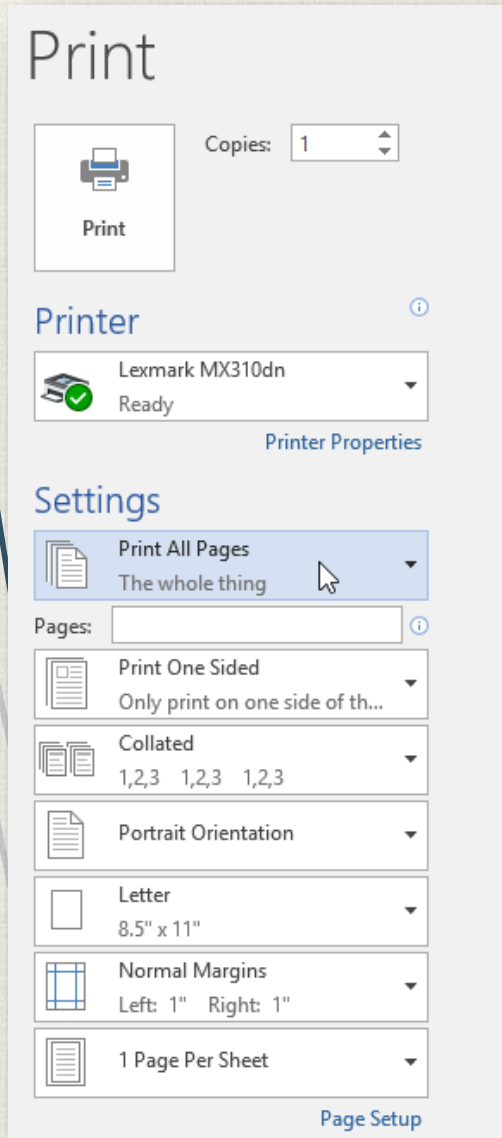 Print
Copies: 1
Print
Printer
Lexmark MX310dn
Ready
Printer Properties
Settings
Print All Pages
The whole thing
Pages:
Print One Sided
Only print on one side of th...
Collated
1,2,3 1,2,3 1,2,3
Portrait Orientation
Letter
8.5" x 11"
Normal Margins
Left: 1" Right: 1"
1 Page Per Sheet
Page Setup